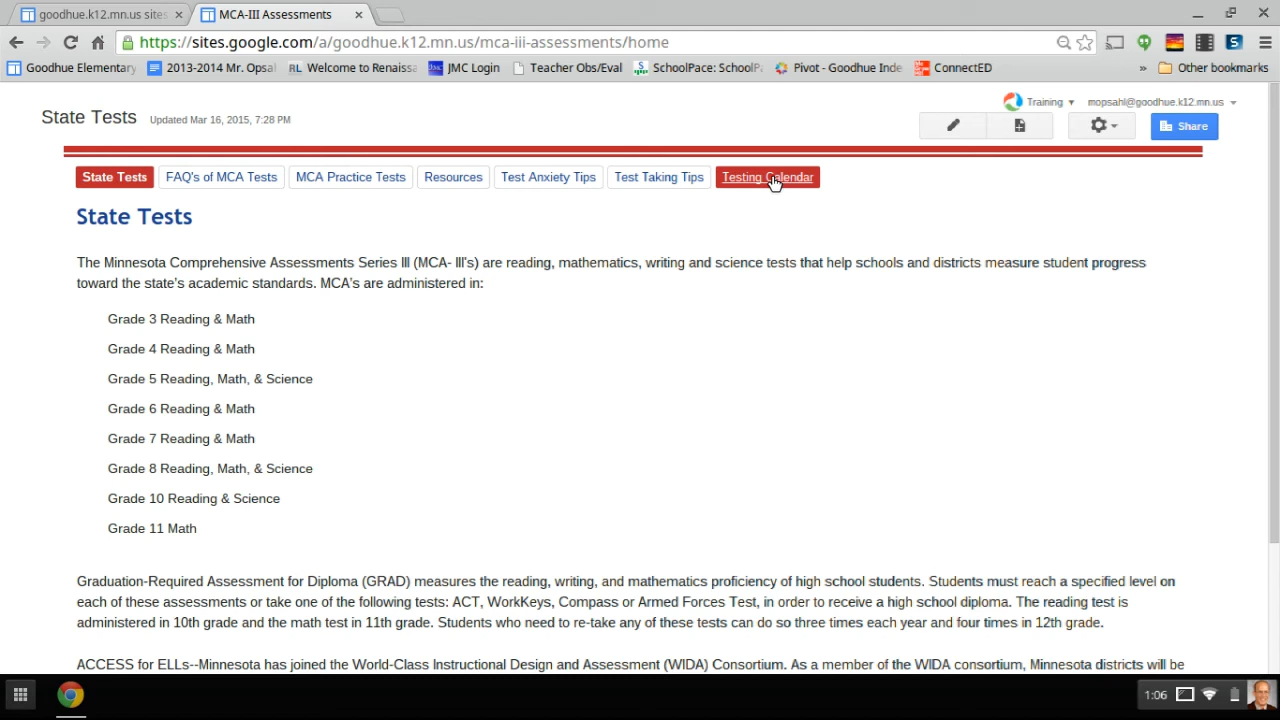 goodhue.k12.mn.us sites
MCA-III Assessments
https://sites.google.com/a/goodhue.k12.mn.us/mca-iii-assessments/home
Goodhue Elementary 2013-2014 Mr. Opsal RL Welcome to Renaissa JMC JMC Login Teacher Obs/Eval SchoolPace: SchoolPa Pivot - Goodhue Inde ConnectED » Other bookmarks
Training mopsahl@goodhue.k12.mn.us
State Tests Updated Mar 16, 2015, 7:28 PM
Share
State Tests FAQ's of MCA Tests MCA Practice Tests Resources Test Anxiety Tips Test Taking Tips Testing Calendar
State Tests
The Minnesota Comprehensive Assessments Series III (MCA- III's) are reading, mathematics, writing and science tests that help schools and districts measure student progress
toward the state's academic standards. MCA's are administered in:
Grade 3 Reading & Math
Grade 4 Reading & Math
Grade 5 Reading, Math, & Science
Grade 6 Reading & Math
Grade 7 Reading & Math
Grade 8 Reading, Math, & Science
Grade 10 Reading & Science
Grade 11 Math
Graduation-Required Assessment for Diploma (GRAD) measures the reading, writing, and mathematics proficiency of high school students. Students must reach a specified level on
each of these assessments or take one of the following tests: ACT, WorkKeys, Compass or Armed Forces Test, in order to receive a high school diploma. The reading test is
administered in 10th grade and the math test in 11th grade. Students who need to re-take any of these tests can do so three times each year and four times in 12th grade.
ACCESS for ELLs--Minnesota has joined the World-Class Instructional Design and Assessment (WIDA) Consortium. As a member of the WIDA consortium, Minnesota districts will be
1:06